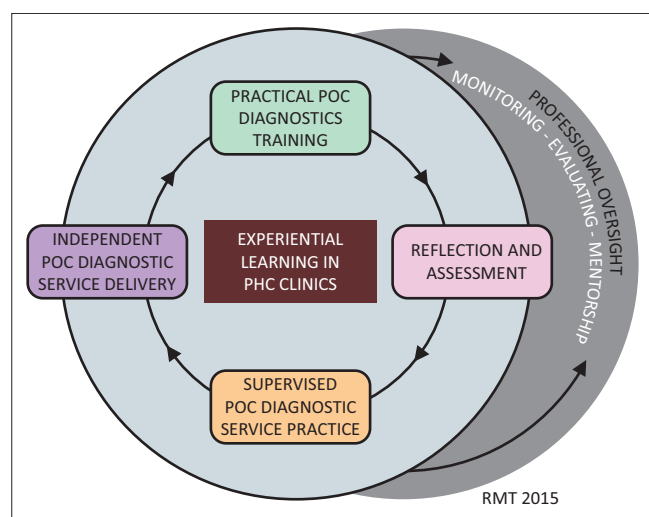 PRACTICAL POC
DIAGNOSTICS
TRAINING
PROFESSIONAL OVERSIGHT
MONITORING - EVALUATING - MENTORSHIP
INDEPENDENT
POC DIAGNOSTIC
SERVICE DELIVERY
EXPERIENTIAL
LEARNING IN
PHC CLINICS
REFLECTION AND
ASSESSMENT
SUPERVISED
POC DIAGNOSTIC
SERVICE PRACTICE
RMT 2015